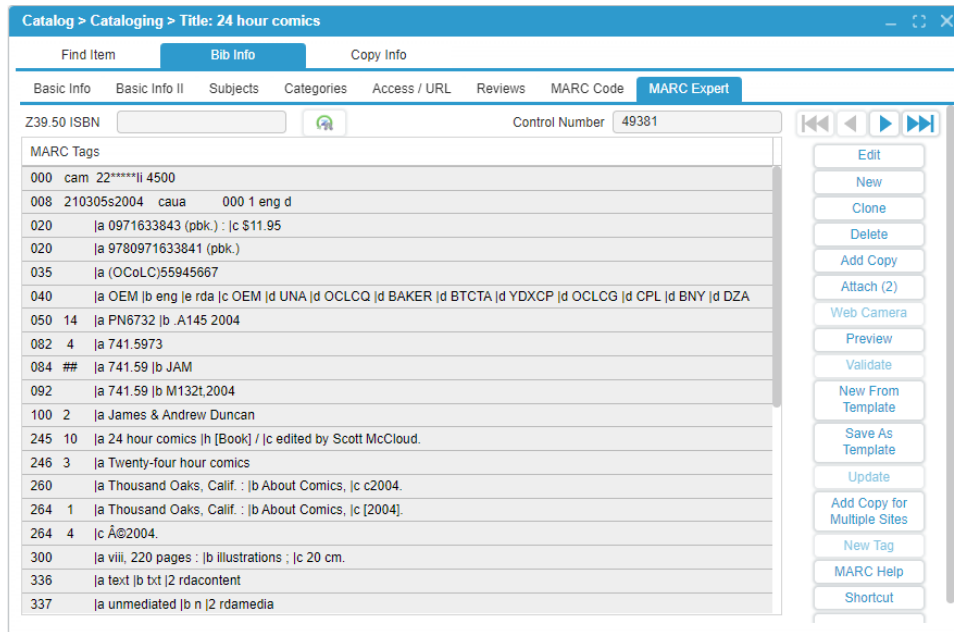 Catalog > Cataloging > Title: 24 hour comics
Find Item Bib Info Copy Info
Basic Info Basic Info II Subjects Categories Access / URL Reviews MARC Code MARC Expert
Z39.50 ISBN Control Number 49381
MARC Tags
000 cam 22*****Ii 4500
008 210305s2004 caua 000 1 eng d
020 |a 0971633843 (pbk.) : |c $11.95
020 |a 9780971633841 (pbk.)
035 |a (OCoLC)55945667
040 |a OEM |b eng |e rda |c OEM |d UNA |d OCLCQ |d BAKER |d BTCTA |d YDXCP |d OCLCG |d CPL |d BNY |d DZA
050 14 |a PN6732 |b .A145 2004
082 4 |a 741.5973
084 ## |a 741.59 |b JAM
092 |a 741.59 |b M132t,2004
100 2 |a James & Andrew Duncan
245 10 |a 24 hour comics |h [Book] / |c edited by Scott McCloud.
246 3 |a Twenty-four hour comics
260 |a Thousand Oaks, Calif. : |b About Comics, |c c2004.
264 1 |a Thousand Oaks, Calif. : |b About Comics, |c [2004].
264 4 |c Â©2004.
300 |a viii, 220 pages : |b illustrations ; |c 20 cm.
336 |a text |b txt |2 rdacontent
337 |a unmediated |b n |2 rdamedia
Edit
New
Clone
Delete
Add Copy
Attach (2)
Web Camera
Preview
Validate
New From
Template
Save As
Template
Update
Add Copy for
Multiple Sites
New Tag
MARC Help
Shortcut